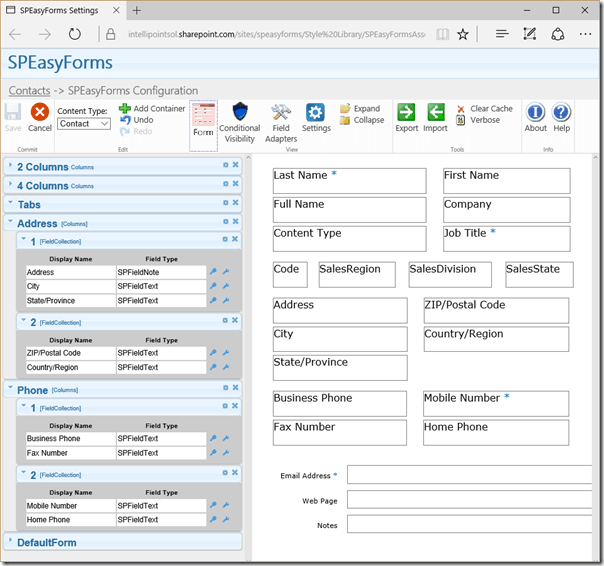 SPEasyForms Settings
intellipointsol.sharepoint.com/sites/speasyforms/Style%20Library/SPEasyFormsAsse
SPEasyForms
Contacts -> SPEasyForms Configuration
Save
Cancel
Commit
Content Type:
Contact
Add Container
Undo
Redo
Edit
Form
Conditional Visibility
Field Adapters
Settings
Expand
Collapse
View
Export
Import
Clear Cache
Verbose
Tools
About
Help
Info
2 Columns Columns
4 Columns Columns
Tabs
Address [Columns]
1 [FieldCollection]
Display Name Field Type
Address SPFieldNote
City SPFieldText
State/Province SPFieldText
2 [FieldCollection]
Display Name Field Type
ZIP/Postal Code SPFieldText
Country/Region SPFieldText
Phone [Columns]
1 [FieldCollection]
Display Name Field Type
Business Phone SPFieldText
Fax Number SPFieldText
2 [FieldCollection]
Display Name Field Type
Mobile Number SPFieldText
Home Phone SPFieldText
DefaultForm
Last Name * First Name
Full Name Company
Content Type Job Title *
Code SalesRegion SalesDivision SalesState
Address ZIP/Postal Code
City Country/Region
State/Province
Business Phone Mobile Number *
Fax Number Home Phone
Email Address *
Web Page
Notes